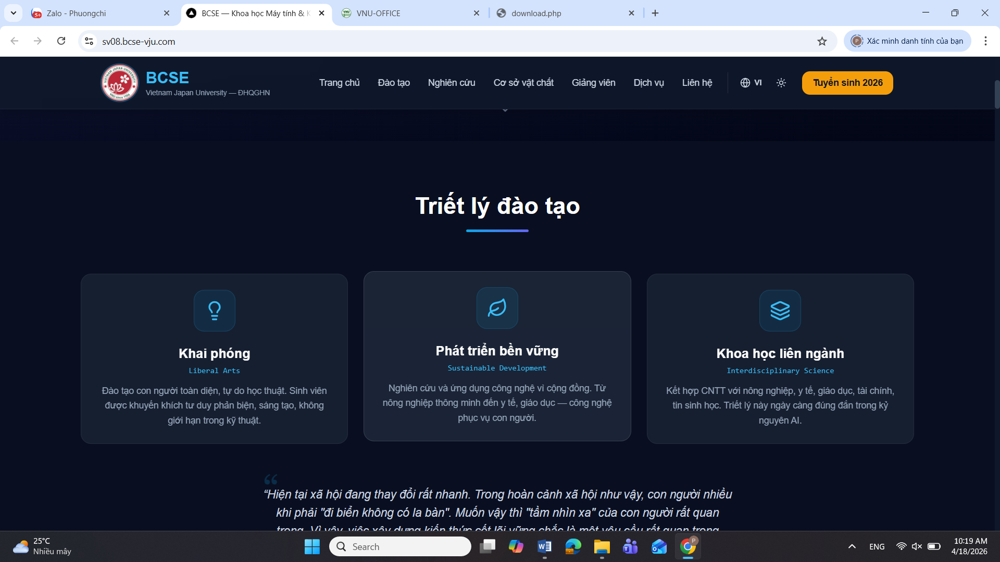 Zalo - Phuongchi
BCSE — Khoa học Máy tính & K
VNU-OFFICE
download.php
sv08.bcse-vju.com
P
Xác minh danh tính của bạn
BCSE
Vietnam Japan University — ĐHQGHN
Trang chủ
Đào tạo
Nghiên cứu
Cơ sở vật chất
Giảng viên
Dịch vụ
Liên hệ
VI
Tuyển sinh 2026
Triết lý đào tạo
Khai phóng
Liberal Arts
Đào tạo con người toàn diện, tự do học thuật. Sinh viên
được khuyến khích tư duy phản biện, sáng tạo, không
giới hạn trong kỹ thuật.
Phát triển bền vững
Sustainable Development
Nghiên cứu và ứng dụng công nghệ vì cộng đồng. Từ
nông nghiệp thông minh đến y tế, giáo dục — công nghệ
phục vụ con người.
Khoa học liên ngành
Interdisciplinary Science
Kết hợp CNTT với nông nghiệp, y tế, giáo dục, tài chính,
tin sinh học. Triết lý này ngày càng đúng đắn trong kỷ
nguyên AI.
“
“Hiện tại xã hội đang thay đổi rất nhanh. Trong hoàn cảnh xã hội như vậy, con người nhiều
khi phải "đi biển không có la bàn". Muốn vậy thì "tầm nhìn xa" của con người rất quan
trọng. Vì vậy, việc xây dựng kiến thức cốt lõi vững chắc là một yêu cầu rất quan trọng
25°C
Nhiều mây
Search
ENG
10:19 AM
4/18/2026